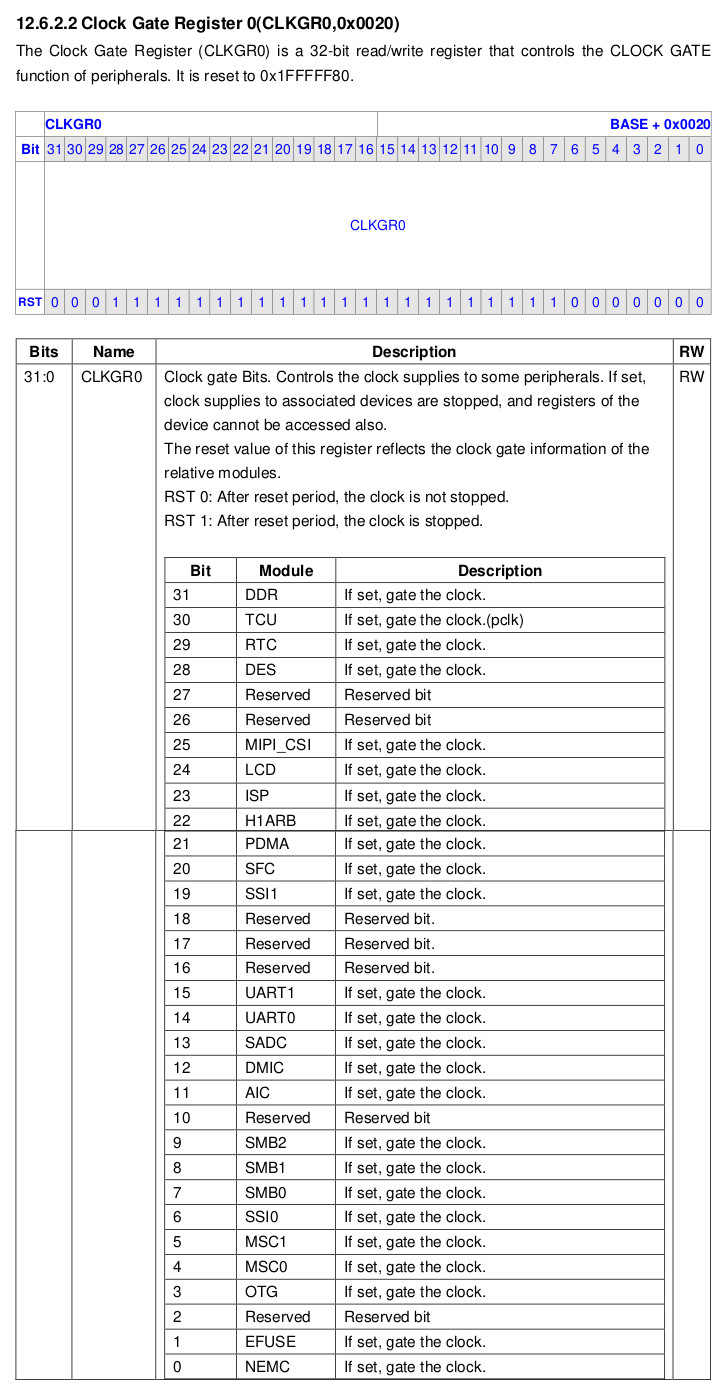 12.6.2.2 Clock Gate Register 0(CLKGR0,0x0020)
The Clock Gate Register (CLKGR0) is a 32-bit read/write register that controls the CLOCK GATE
function of peripherals. It is reset to 0x1FFFFF80.
CLKGR0 BASE + 0x0020
Bit 31 30 29 28 27 26 25 24 23 22 21 20 19 18 17 16 15 14 13 12 11 10 9 8 7 6 5 4 3 2 1 0
CLKGR0
RST 0 0 0 1 1 1 1 1 1 1 1 1 1 1 1 1 1 1 1 1 1 1 1 1 1 0 0 0 0 0 0 0
Bits Name Description RW
31:0 CLKGR0 Clock gate Bits. Controls the clock supplies to some peripherals. If set, RW
clock supplies to associated devices are stopped, and registers of the
device cannot be accessed also.
The reset value of this register reflects the clock gate information of the
relative modules.
RST 0: After reset period, the clock is not stopped.
RST 1: After reset period, the clock is stopped.
Bit Module Description
31 DDR If set, gate the clock.
30 TCU If set, gate the clock.(pclk)
29 RTC If set, gate the clock.
28 DES If set, gate the clock.
27 Reserved Reserved bit
26 Reserved Reserved bit
25 MIPI_CSI If set, gate the clock.
24 LCD If set, gate the clock.
23 ISP If set, gate the clock.
22 H1ARB If set, gate the clock.
21 PDMA If set, gate the clock.
20 SFC If set, gate the clock.
19 SSI1 If set, gate the clock.
18 Reserved Reserved bit.
17 Reserved Reserved bit.
16 Reserved Reserved bit.
15 UART1 If set, gate the clock.
14 UART0 If set, gate the clock.
13 SADC If set, gate the clock.
12 DMIC If set, gate the clock.
11 AIC If set, gate the clock.
10 Reserved Reserved bit
9 SMB2 If set, gate the clock.
8 SMB1 If set, gate the clock.
7 SMB0 If set, gate the clock.
6 SSI0 If set, gate the clock.
5 MSC1 If set, gate the clock.
4 MSC0 If set, gate the clock.
3 OTG If set, gate the clock.
2 Reserved Reserved bit
1 EFUSE If set, gate the clock.
0 NEMC If set, gate the clock.